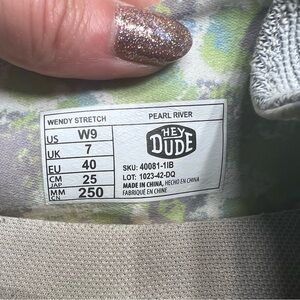 WENDY STRETCH
PEARL RIVER
US W9
UK 7
EU 40
CM JAP 25
MM CN 250
HEY DUDE
SKU: 40081-1IB
LOT: 1023-42-DQ
MADE IN CHINA, HECHO EN CHINA
FABRIQUÉ EN CHINE